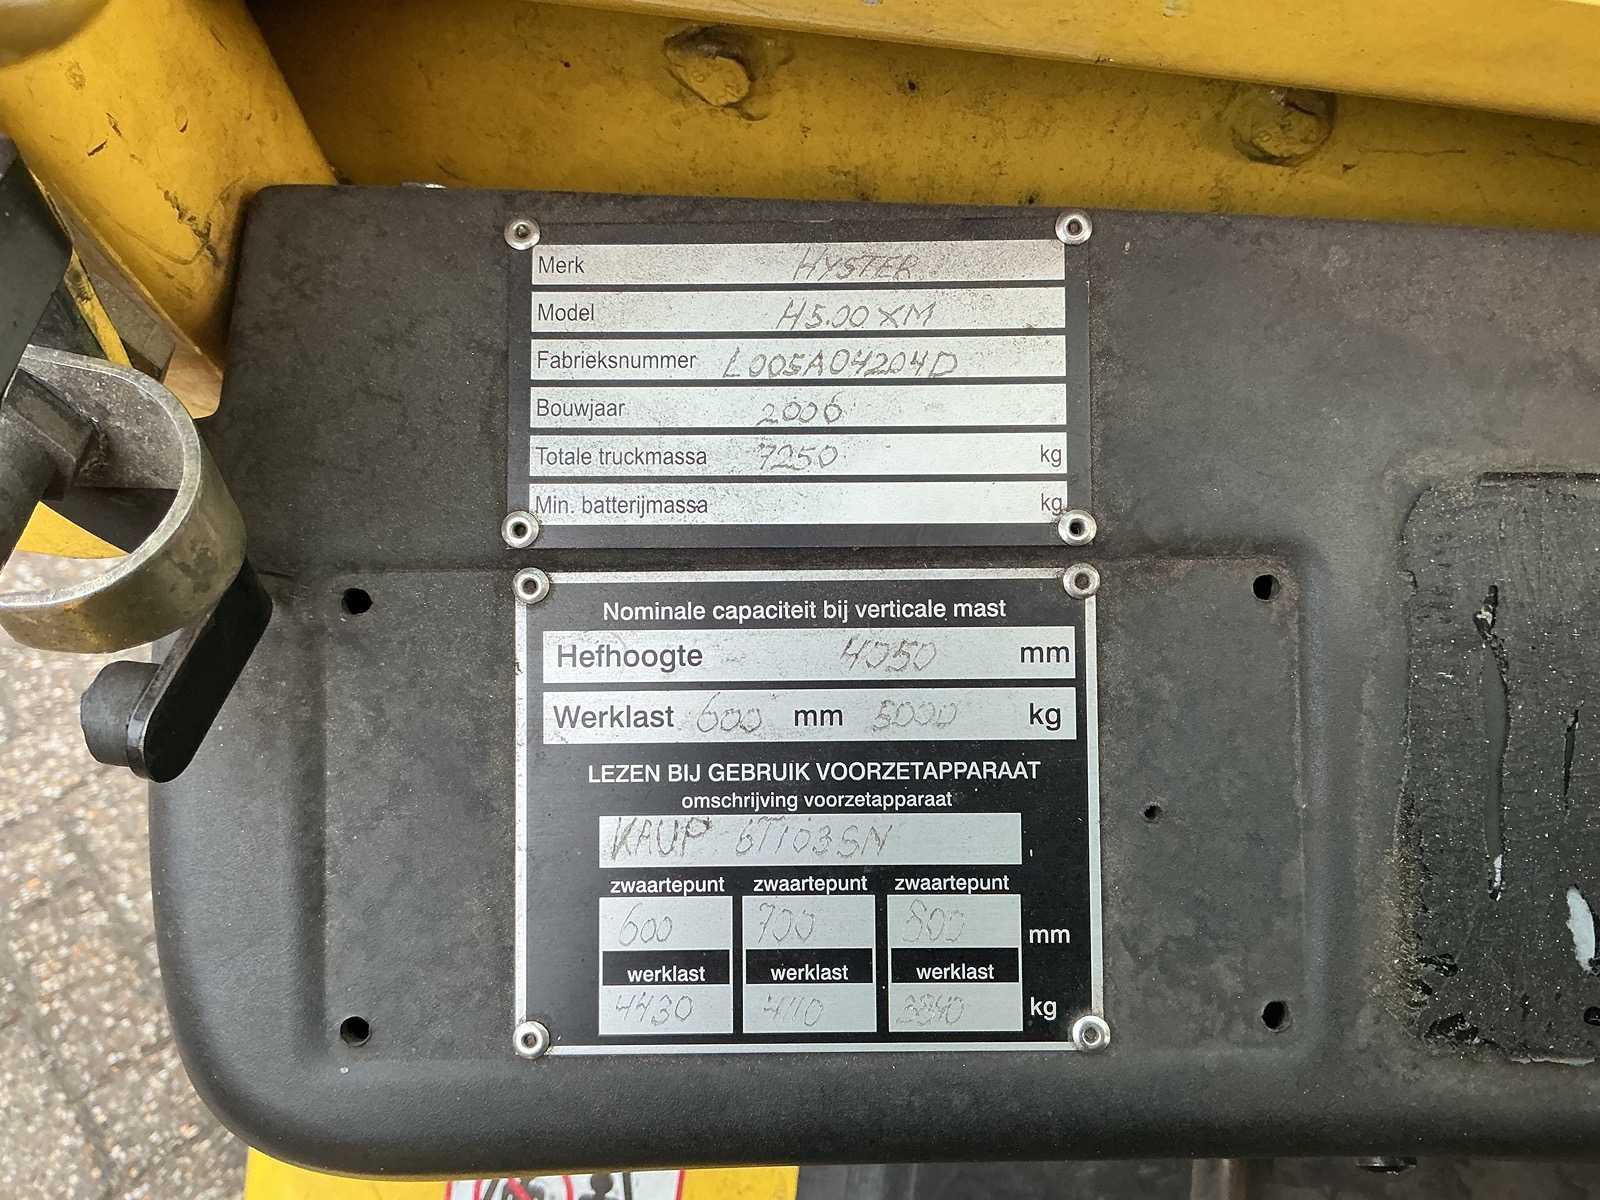 Merk HYSTER
Model H5.00XM
Fabrieksnummer L005A04204D
Bouwjaar 2006
Totale truckmassa 7250 kg
Min. batterijmassa kg
Nominale capaciteit bij verticale mast
Hefhoogte 4050 mm
Werklast 600 mm 5000 kg
LEZEN BIJ GEBRUIK VOORZETAPPARAAT
omschrijving voorzetapparaat
KAUP
zwaartepunt zwaartepunt zwaartepunt
600 700 800 mm
werklast werklast werklast
4430 4110 kg